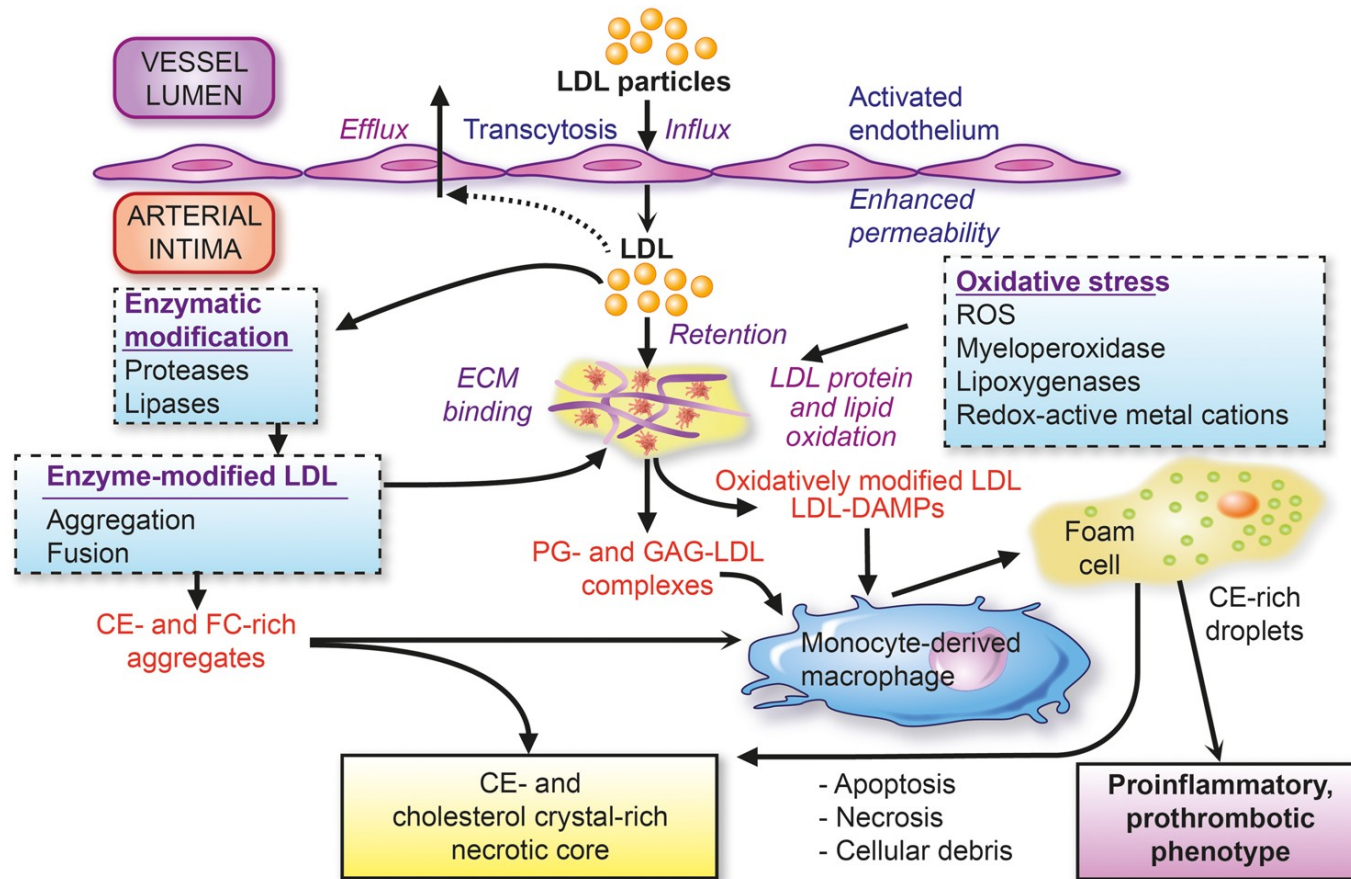 VESSEL
LUMEN
LDL particles
Efflux
Transcytosis
Influx
Activated
endothelium
ARTERIAL
INTIMA
Enhanced
permeability
LDL
Enzymatic
modification
Proteases
Lipases
Retention
ECM
binding
LDL protein
and lipid
oxidation
Oxidative stress
ROS
Myeloperoxidase
Lipoxygenases
Redox-active metal cations
Enzyme-modified LDL
Aggregation
Fusion
Oxidatively modified LDL
LDL-DAMPs
PG- and GAG-LDL
complexes
Foam
cell
CE-rich
droplets
CE- and FC-rich
aggregates
Monocyte-derived
macrophage
CE- and
cholesterol crystal-rich
necrotic core
- Apoptosis
- Necrosis
- Cellular debris
Proinflammatory,
prothrombotic
phenotype